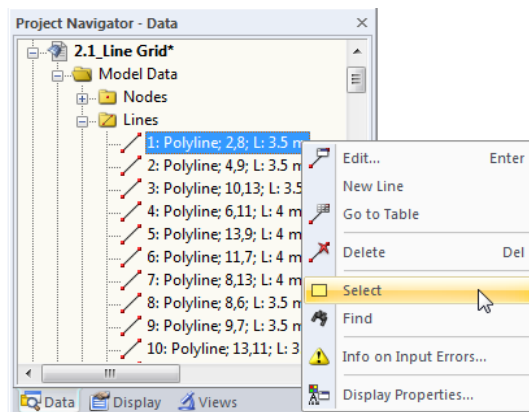 Project Navigator - Data
2.1_Line Grid*
Model Data
Nodes
Lines
1: Polyline; 2,8; L: 3.5 m
2: Polyline; 4,9; L: 3.5 m
3: Polyline; 10,13; L: 3.5
4: Polyline; 6,11; L: 4 m
5: Polyline; 13,9; L: 4 m
6: Polyline; 11,7; L: 4 m
7: Polyline; 8,13; L: 4 m
8: Polyline; 8,6; L: 3.5 m
9: Polyline; 9,7; L: 3.5 m
10: Polyline; 13,11; L: 3
Edit... Enter
New Line
Go to Table
Delete Del
Select
Find
Info on Input Errors...
Display Properties...
Data Display Views